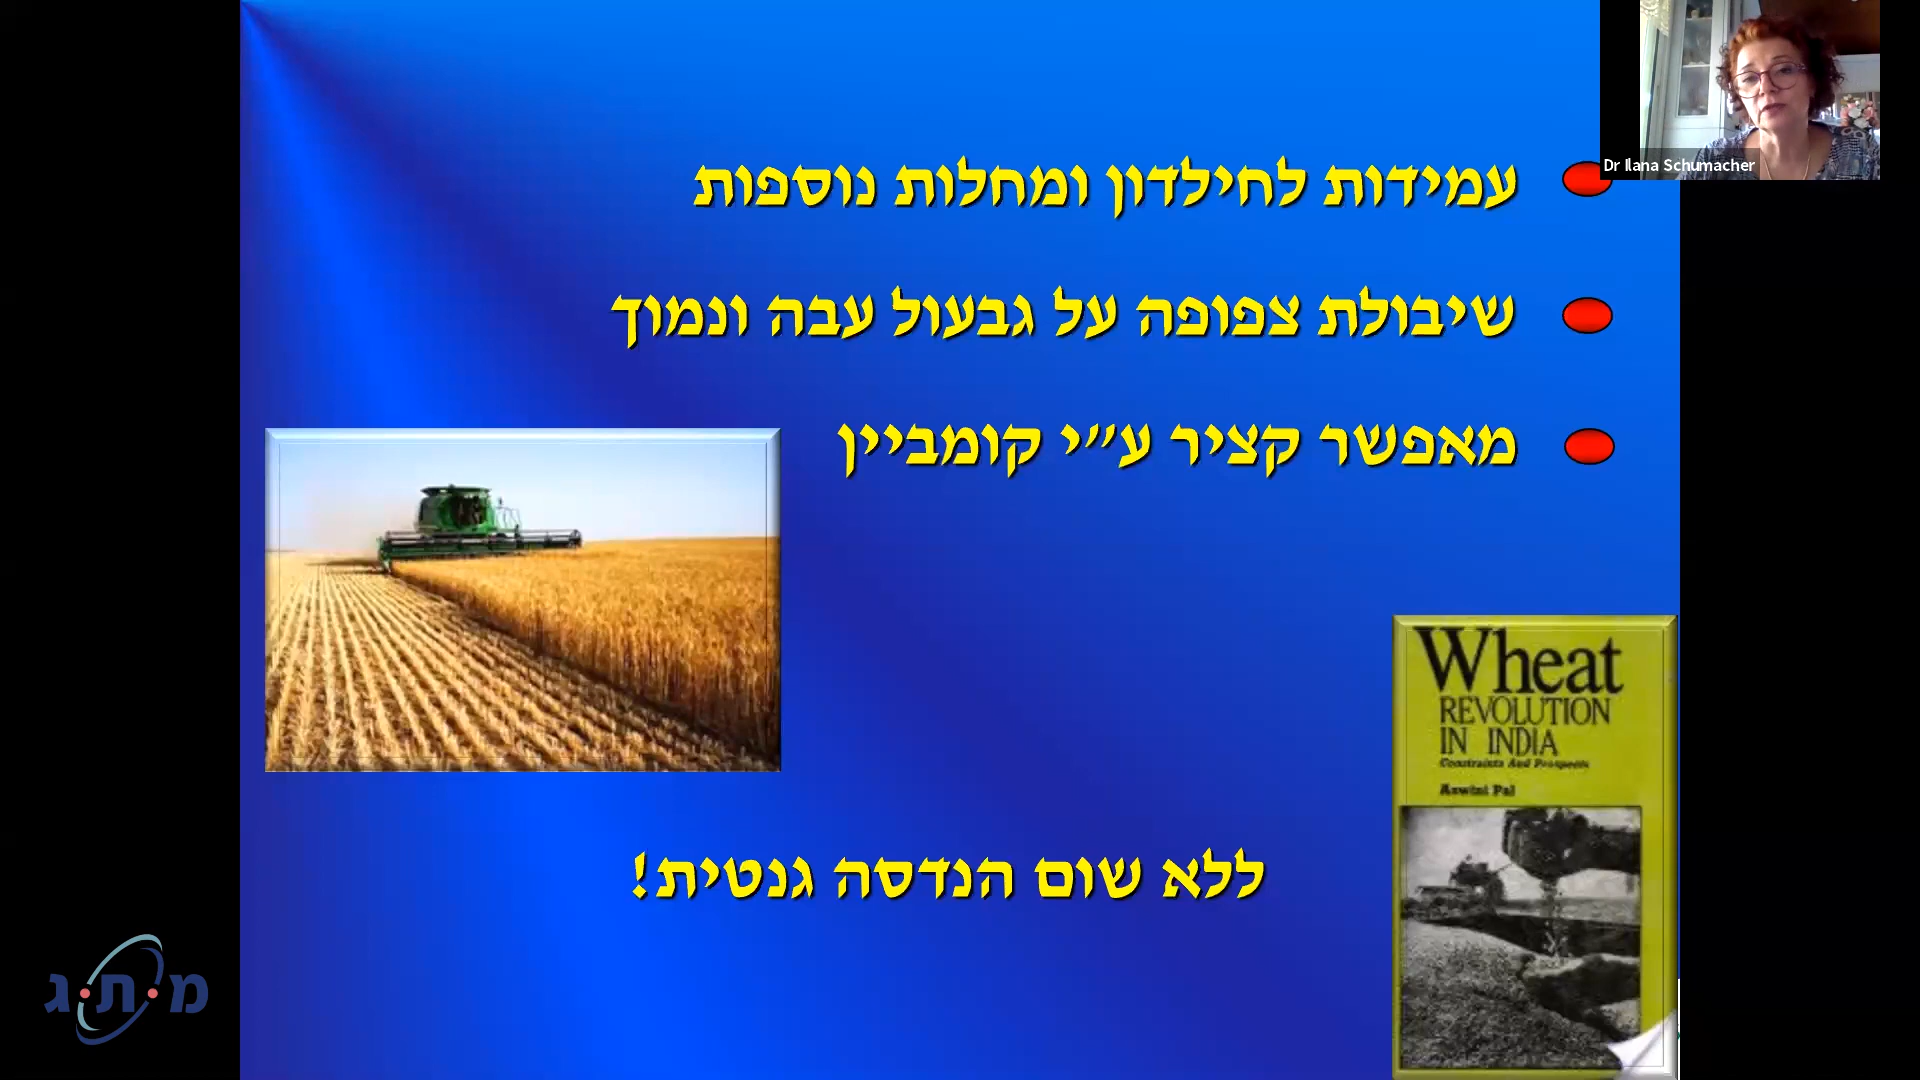 Dr Ilana Schumacher
עמידות לחילדון ומחלות נוספות
שיבולת צפופה על גבעול עבה ונמוך
מאפשר קציר ע״י קומביין
Wheat
REVOLUTION
IN INDIA
Constraints And Prospects
Aswini Pal
ללא שום הנדסה גנטית!
מ.ת.ג